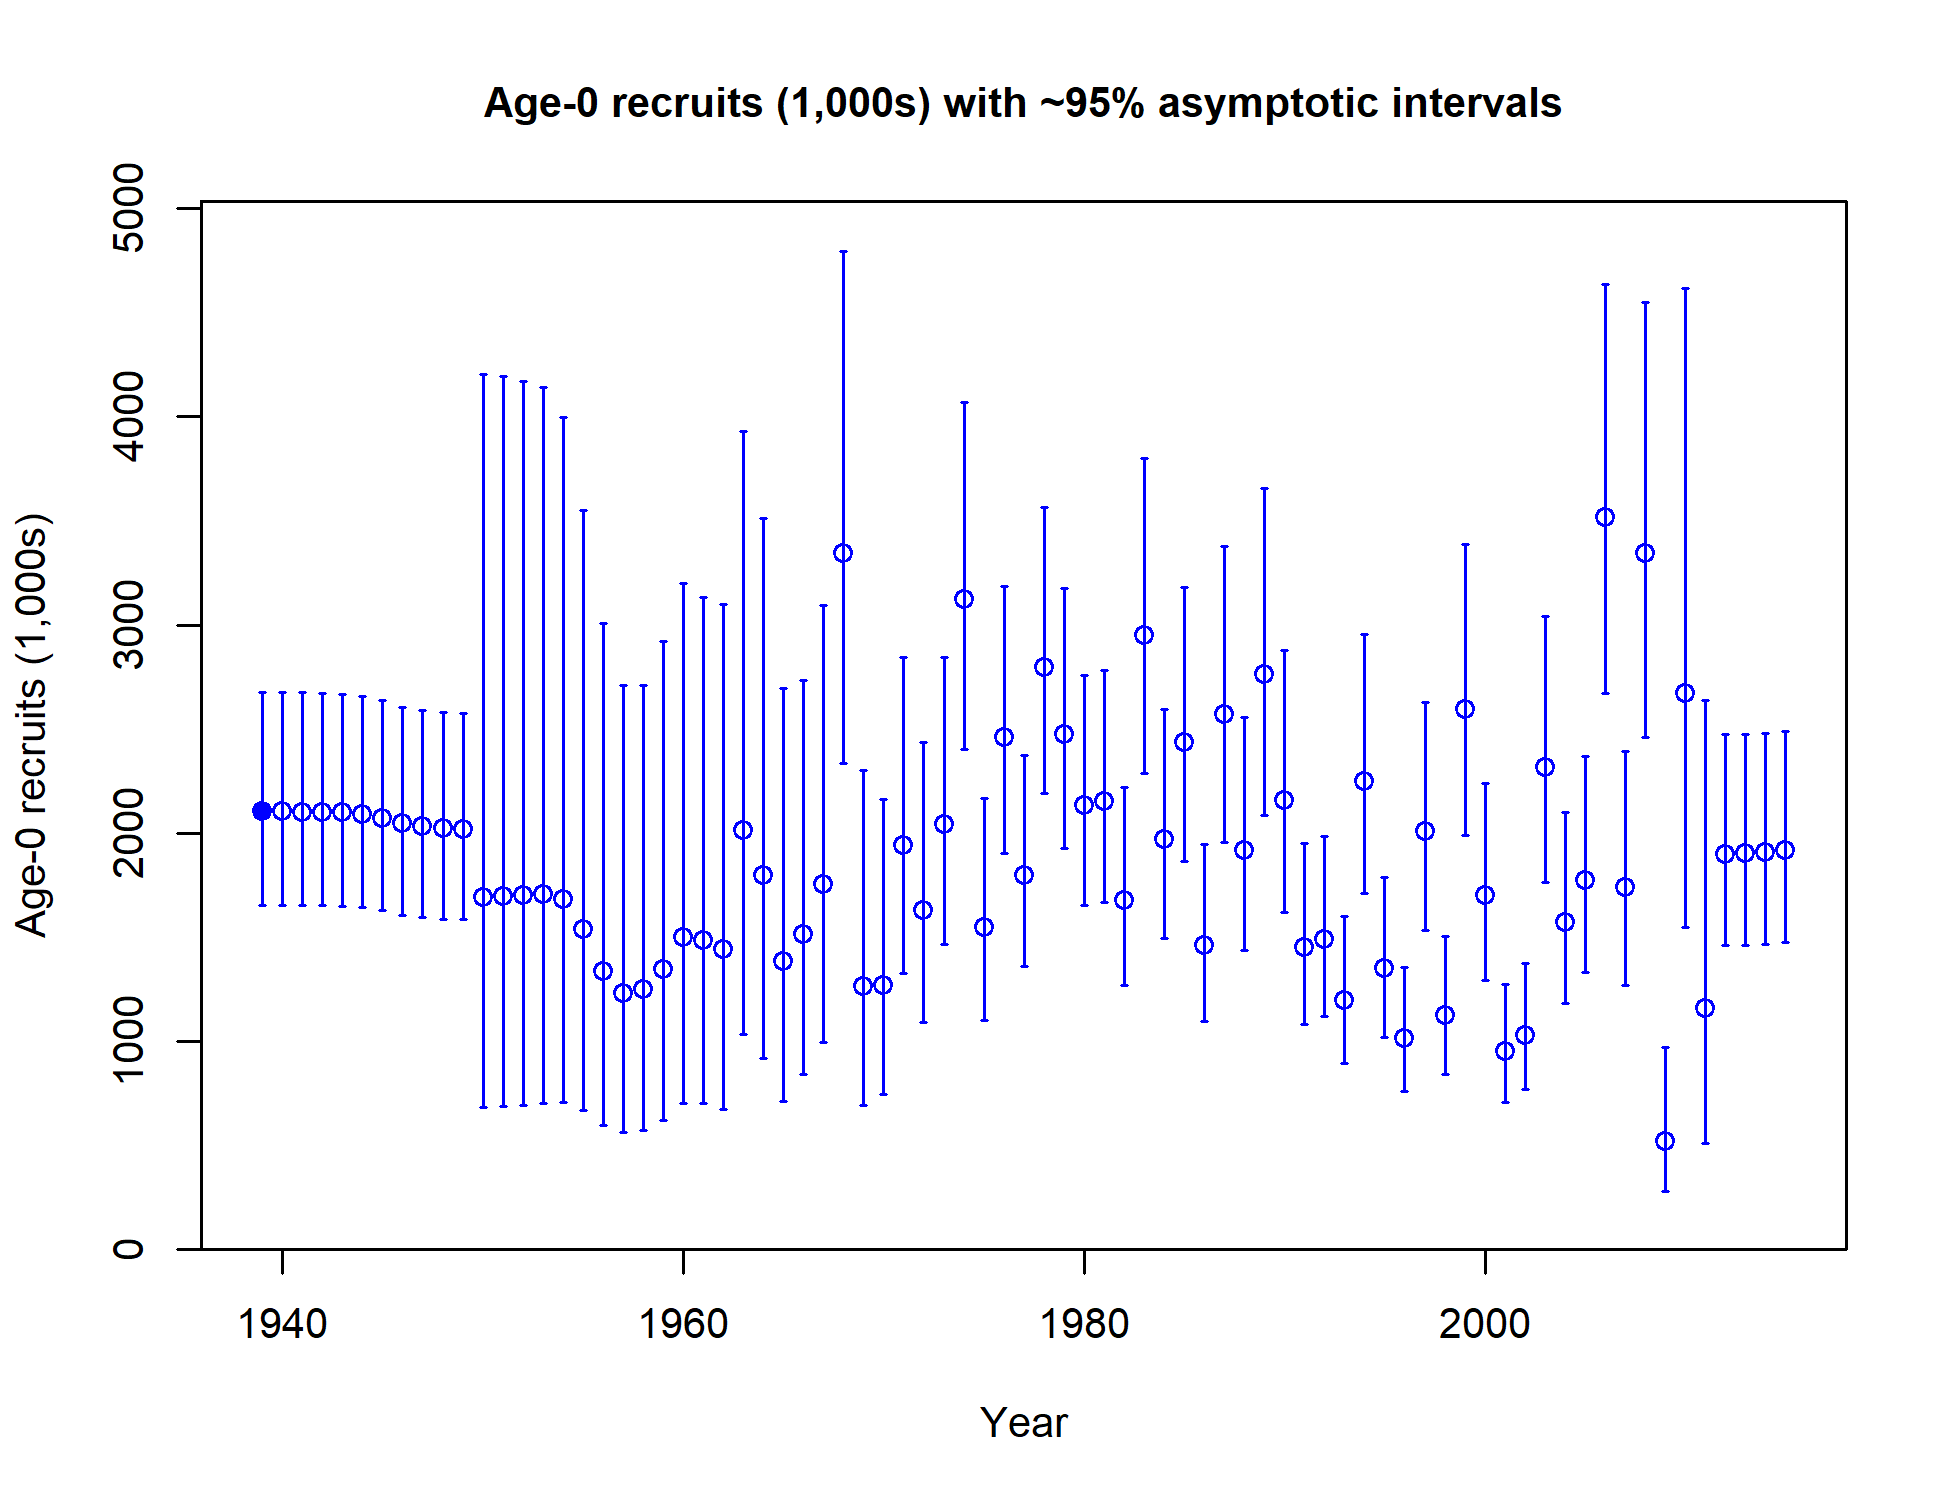 Age-0 recruits (1,000s) with ~95% asymptotic intervals
Age-0 recruits (1,000s)
5000
4000
3000
2000
1000
0
1940 1960 1980 2000
Year